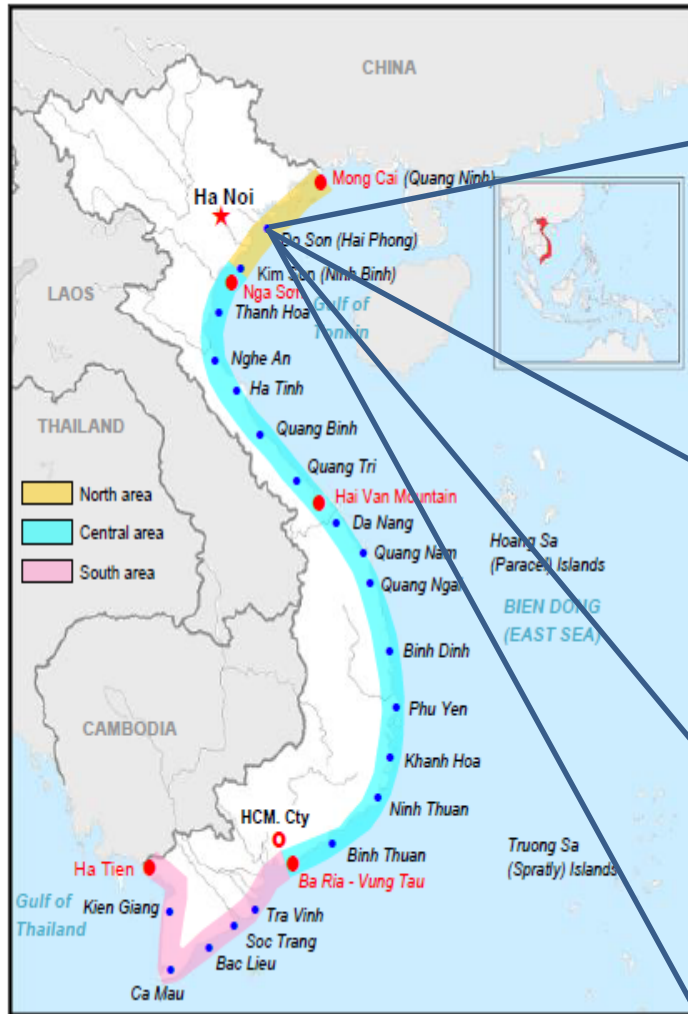 CHINA
Mong Cai (Quang Ninh)
Ha Noi
Do Son (Hai Phong)
Kim Son (Ninh Binh)
LAOS
Nga Sơn
Gulf of
Tonkin
Thanh Hoa
Nghe An
Ha Tinh
THAILAND
Quang Binh
Quang Tri
North area
Hai Van Mountain
Central area
Da Nang
South area
Quang Nam
Hoang Sa
(Paracel) Islands
Quang Ngai
BIEN DONG
(EAST SEA)
Binh Dinh
CAMBODIA
Phu Yen
Khanh Hoa
Ninh Thuan
HCM. Cty
Binh Thuan
Truong Sa
(Spratly) Islands
Ha Tien
Ba Ria - Vung Tau
Gulf of
Thailand
Kien Giang
Tra Vinh
Soc Trang
Bac Lieu
Ca Mau